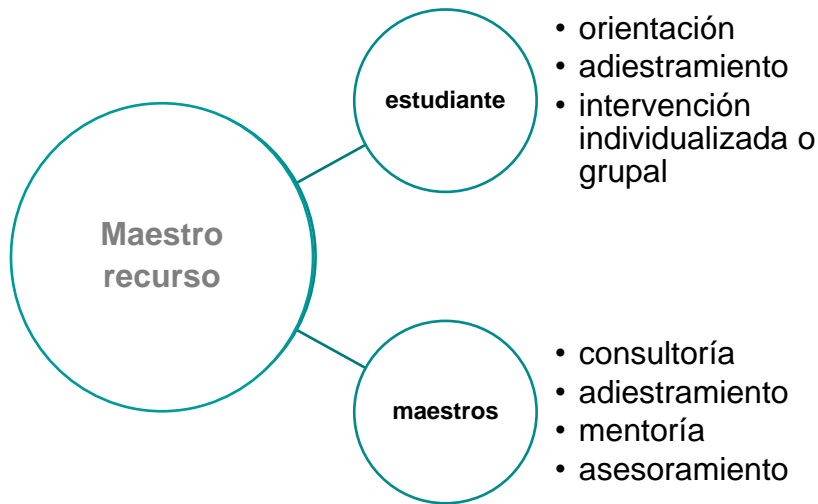 Maestro
recurso
estudiante
• orientación
• adiestramiento
• intervención
individualizada o
grupal
maestros
• consultoría
• adiestramiento
• mentoría
• asesoramiento